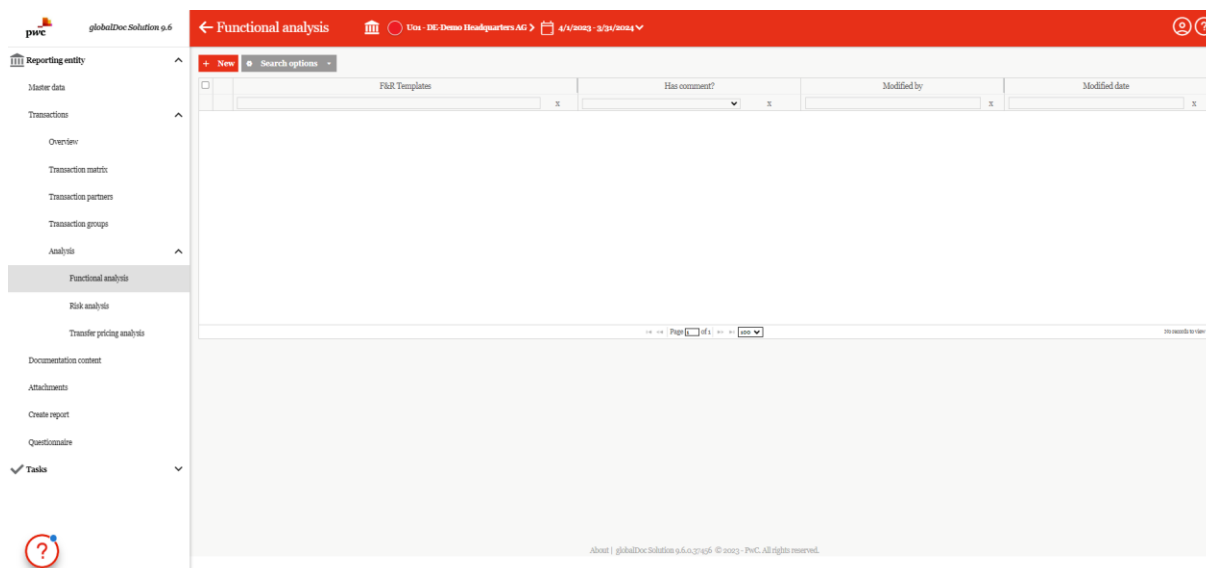 pwc
globalDoc Solution 9.6
← Functional analysis
U01 - DE-Demo Headquarters AG
4/1/2023 - 3/31/2024
?
Reporting entity
Master data
Transactions
Overview
Transaction matrix
Transaction partners
Transaction groups
Analysis
Functional analysis
Risk analysis
Transfer pricing analysis
Documentation content
Attachments
Create report
Questionnaire
Tasks
?
+ New
Search options
F&R Templates Has comment? Modified by Modified date
x x x x
Page 1 of 1 100
No records to view
About | globalDoc Solution 9.6.0.37456 © 2023 - PwC. All rights reserved.